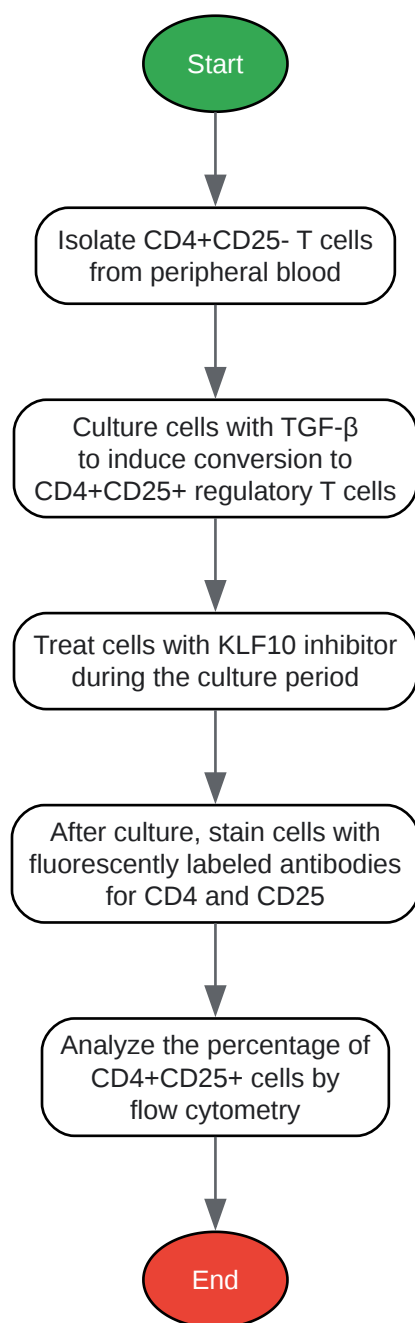 Start
Isolate CD4+CD25- T cells
from peripheral blood
Culture cells with TGF-β
to induce conversion to
CD4+CD25+ regulatory T cells
Treat cells with KLF10 inhibitor
during the culture period
After culture, stain cells with
fluorescently labeled antibodies
for CD4 and CD25
Analyze the percentage of
CD4+CD25+ cells by
flow cytometry
End